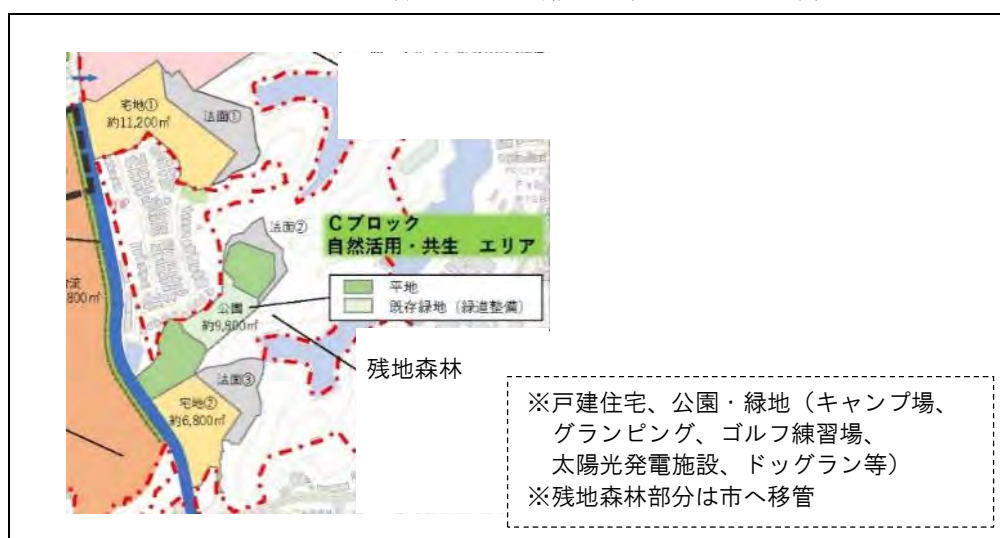 宅地①
約11,200㎡
法面①
法面②
Cブロック
自然活用・共生 エリア
平地
既存緑地（緑道整備）
公園
約9,800㎡
残地森林
法面③
宅地②
約6,800㎡
流
800㎡
※戸建住宅、公園・緑地（キャンプ場、
グランピング、ゴルフ練習場、
太陽光発電施設、ドッグラン等）
※残地森林部分は市へ移管